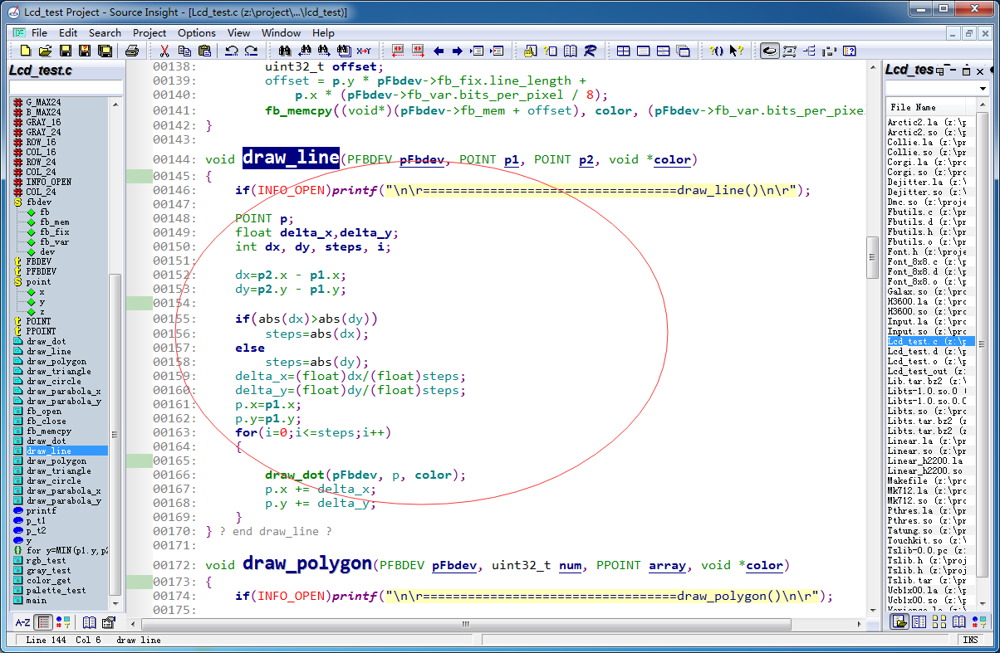 Lcd_test Project - Source Insight - [Lcd_test.c (z:\project\...\lcd_test)]
File Edit Search Project Options View Window Help
Lcd_test.c
G_MAX24
B_MAX24
GRAY_16
GRAY_24
ROW_16
COL_16
ROW_24
COL_24
INFO_OPEN
COL_24
fbdev
fb
fb_mem
fb_fix
fb_var
dev
FBDEV
PFBDEV
point
x
y
z
POINT
PPOINT
draw_dot
draw_line
draw_polygon
draw_triangle
draw_circle
draw_parabola_x
draw_parabola_y
fb_open
fb_close
fb_memcpy
draw_dot
draw_line
draw_polygon
draw_triangle
draw_circle
draw_parabola_x
draw_parabola_y
printf
p_t1
p_t2
y
for y=MIN(p1.y,p2
rgb_test
gray_test
color_get
palette_test
main
A-Z
00138: uint32_t offset;
00139: offset = p.y * pFbdev->fb_fix.line_length +
00140: p.x * (pFbdev->fb_var.bits_per_pixel / 8);
00141: fb_memcpy((void*)(pFbdev->fb_mem + offset), color, (pFbdev->fb_var.bits_per_pixe
00142: }
00143:
00144: void draw_line(PFBDEV pFbdev, POINT p1, POINT p2, void *color)
00145: {
00146: if(INFO_OPEN)printf("\n\r==================================draw_line()\n\r");
00147:
00148: POINT p;
00149: float delta_x,delta_y;
00150: int dx, dy, steps, i;
00151:
00152: dx=p2.x - p1.x;
00153: dy=p2.y - p1.y;
00154:
00155: if(abs(dx)>abs(dy))
00156: steps=abs(dx);
00157: else
00158: steps=abs(dy);
00159: delta_x=(float)dx/(float)steps;
00160: delta_y=(float)dy/(float)steps;
00161: p.x=p1.x;
00162: p.y=p1.y;
00163: for(i=0;i<=steps;i++)
00164: {
00165:
00166: draw_dot(pFbdev, p, color);
00167: p.x += delta_x;
00168: p.y += delta_y;
00169: }
00170: } ? end draw_line ?
00171:
00172: void draw_polygon(PFBDEV pFbdev, uint32_t num, PPOINT array, void *color)
00173: {
00174: if(INFO_OPEN)printf("\n\r==================================draw_polygon()\n\r");
00175:
Lcd_tes
File Name
Arctic2.la (z:\p
Arctic2.so (z:\p
Collie.la (z:\pr
Collie.so (z:\pr
Corgi.la (z:\prc
Corgi.so (z:\prc
Dejitter.la (z:\
Dejitter.so (z:\
Dmc.so (z:\proje
Fbutils.c (z:\pr
Fbutils.d (z:\pr
Fbutils.h (z:\pr
Fbutils.o (z:\pr
Font.h (z:\proje
Font_8x8.c (z:\p
Font_8x8.d (z:\p
Font_8x8.o (z:\p
Galax.so (z:\prc
H3600.la (z:\prc
H3600.so (z:\prc
Input.la (z:\prc
Input.so (z:\prc
Lcd_test.c (z:\p
Lcd_test.d (z:\p
Lcd_test.o (z:\p
Lcd_test_out (z:\
Lib.tar.bz2 (z:\
Libts-1.0.so.0 (
Libts-1.0.so.0.0
Libts.so (z:\prc
Libts.tar.bz2 (z
Libts.tar.bz2 (z
Linear.la (z:\pr
Linear.so (z:\pr
Linear_h2200.la
Linear_h2200.so
Makefile (z:\prc
Mk712.la (z:\prc
Mk712.so (z:\prc
Pthres.la (z:\pr
Pthres.so (z:\pr
Tatung.so (z:\pr
Touchkit.so (z:\
Tslib-0.0.pc (z:
Tslib.h (z:\proj
Tslib.h (z:\proj
Tslib.tar (z:\pr
Ucb1x00.la (z:\p
Ucb1x00.so (z:\p
Line 144 Col 6 draw line
INS